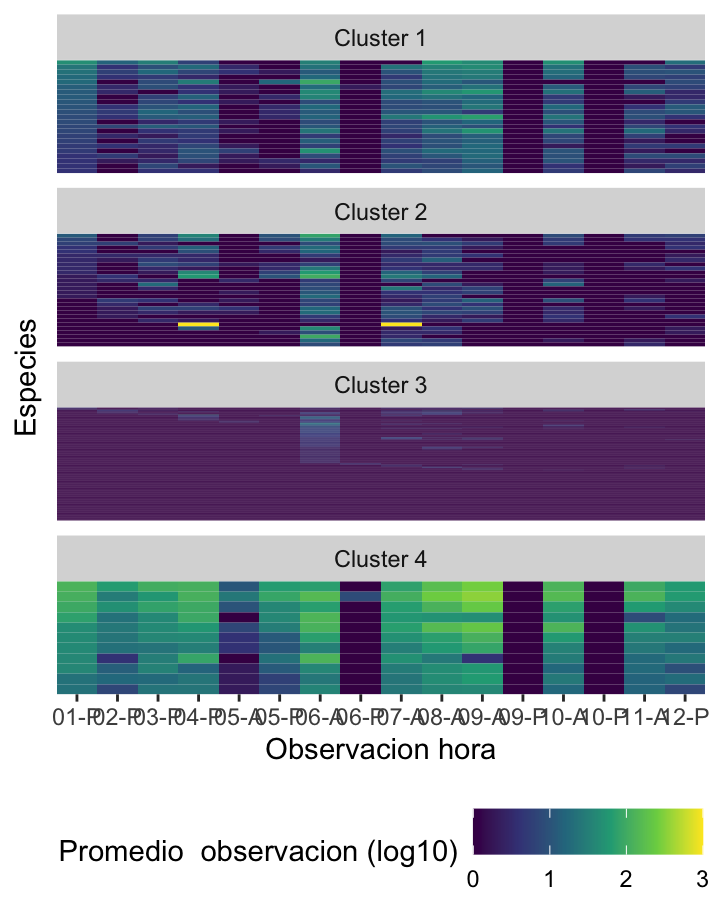 Cluster 1
Cluster 2
Cluster 3
Cluster 4
Especies
01-P 02-P 03-P 04-P 05-A 05-P 06-A 06-P 07-A 08-A 09-A 09-P 10-A 10-P 11-A 12-P
Observacion hora
Promedio observacion (log10)
0 1 2 3